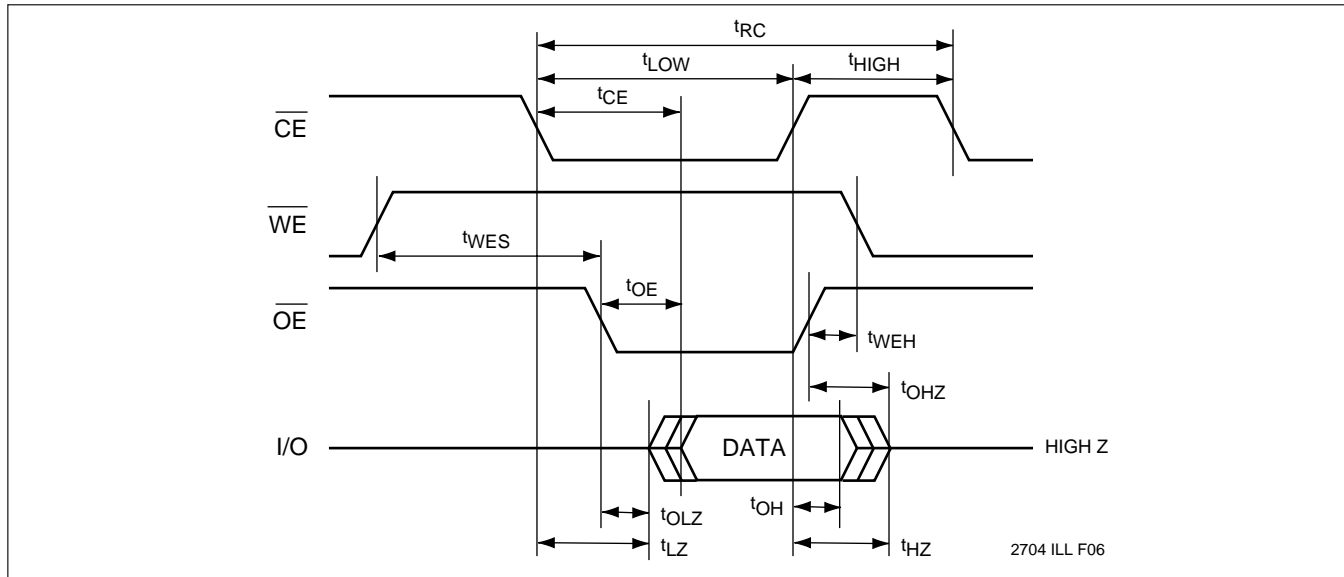 tRC
tLOW
tHIGH
tCE
CE
WE
tWES
tOE
OE
tWEH
tOHZ
I/O
DATA
HIGH Z
tOH
tOLZ
tLZ
tHZ
2704 ILL F06